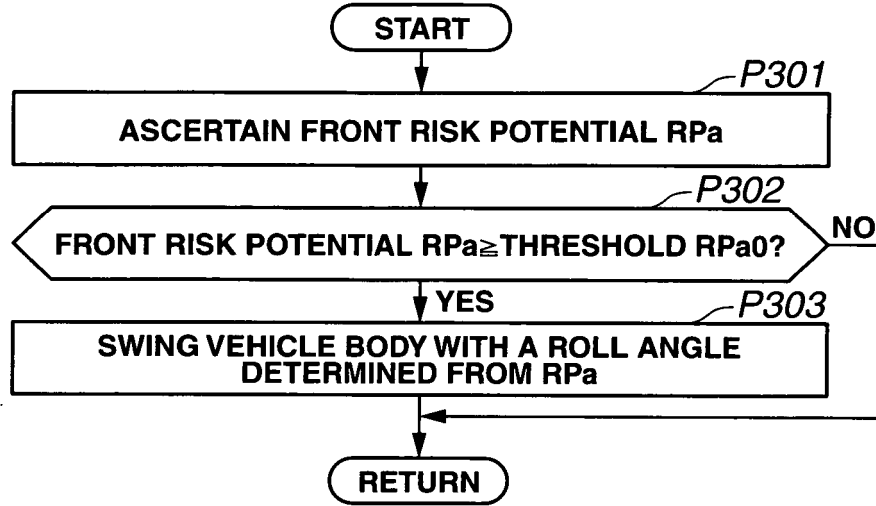 START
P301
ASCERTAIN FRONT RISK POTENTIAL RPa
P302
FRONT RISK POTENTIAL RPa≧THRESHOLD RPa0?
NO
YES
P303
SWING VEHICLE BODY WITH A ROLL ANGLE
DETERMINED FROM RPa
RETURN